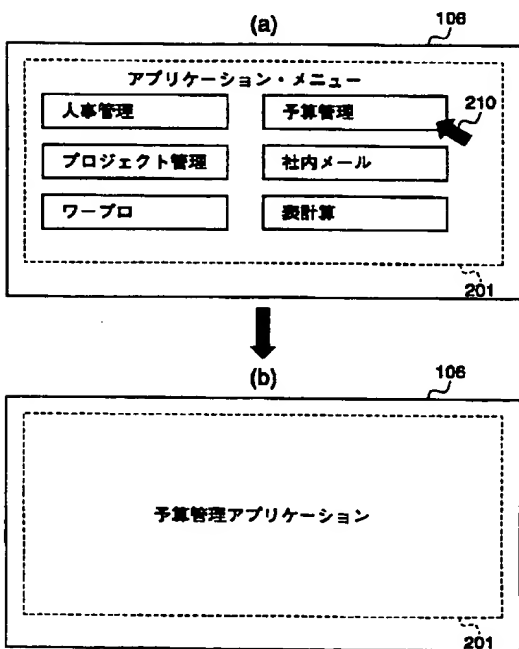 (a)
106
アプリケーション・メニュー
人事管理
予算管理
210
プロジェクト管理
社内メール
ワープロ
表計算
201
(b)
106
予算管理アプリケーション
201